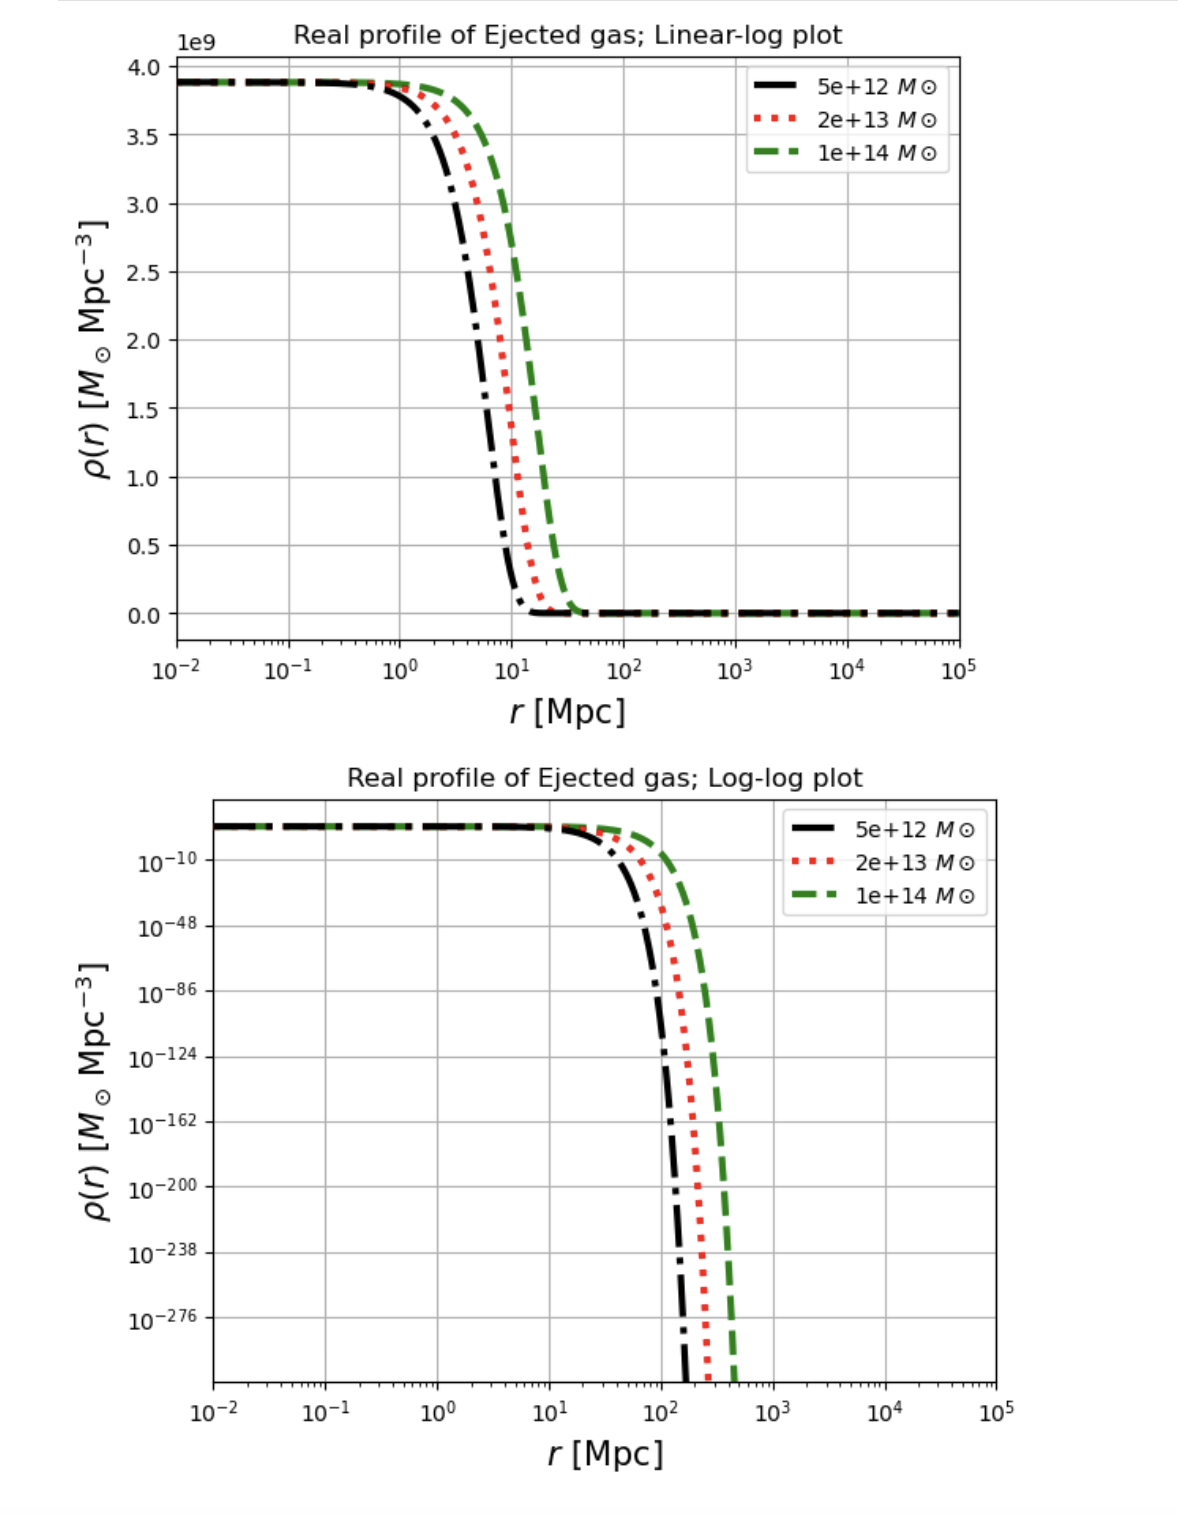 Real profile of Ejected gas; Linear-log plot
1e9
4.0
3.5
3.0
2.5
2.0
1.5
1.0
0.5
0.0
ρ(r) [M⊙ Mpc⁻³]
5e+12 M⊙
2e+13 M⊙
1e+14 M⊙
10⁻² 10⁻¹ 10⁰ 10¹ 10² 10³ 10⁴ 10⁵
r [Mpc]
Real profile of Ejected gas; Log-log plot
10⁻¹⁰
10⁻⁴⁸
10⁻⁸⁶
10⁻¹²⁴
10⁻¹⁶²
10⁻²⁰⁰
10⁻²³⁸
10⁻²⁷⁶
ρ(r) [M⊙ Mpc⁻³]
5e+12 M⊙
2e+13 M⊙
1e+14 M⊙
10⁻² 10⁻¹ 10⁰ 10¹ 10² 10³ 10⁴ 10⁵
r [Mpc]